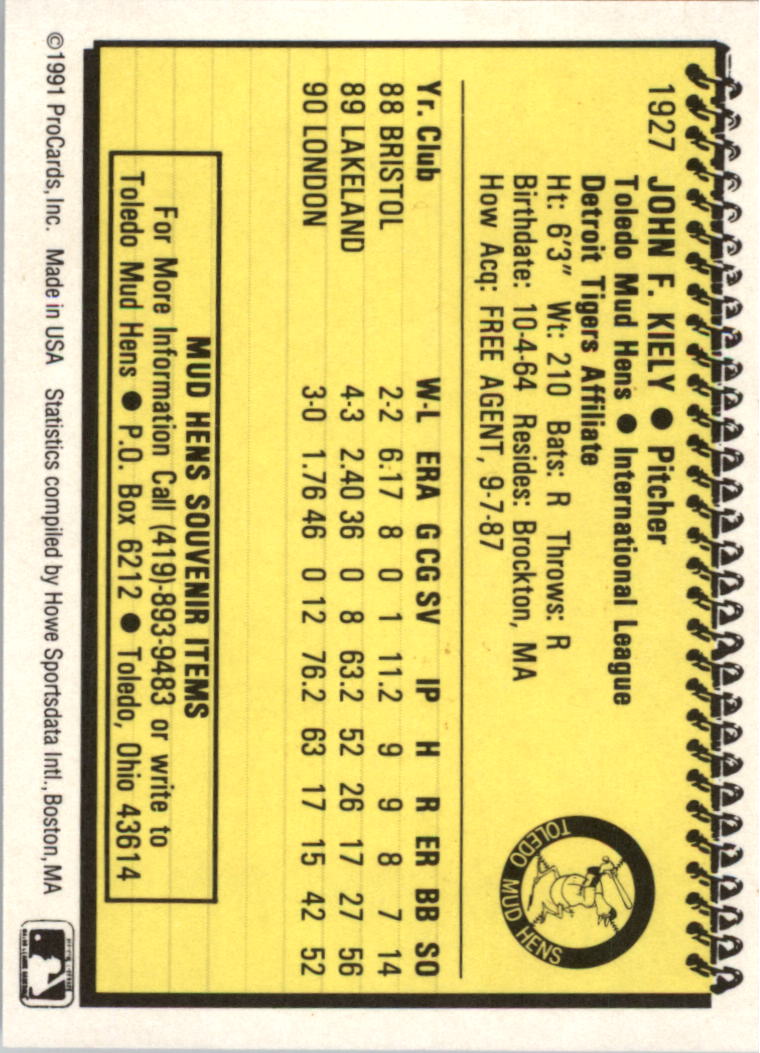 1927 JOHN F. KIELY ● Pitcher
Toledo Mud Hens ● International League
Detroit Tigers Affiliate
Ht: 6'3" Wt: 210 Bats: R Throws: R
Birthdate: 10-4-64 Resides: Brockton, MA
How Acq: FREE AGENT, 9-7-87
TOLEDO MUD HENS
Yr. Club W-L ERA G CG SV IP H R ER BB SO
88 BRISTOL 2-2 6.17 8 0 1 11.2 9 9 8 7 14
89 LAKELAND 4-3 2.40 36 0 8 63.2 52 26 17 27 56
90 LONDON 3-0 1.76 46 0 12 76.2 63 17 15 42 52
MUD HENS SOUVENIR ITEMS
For More Information Call (419)-893-9483 or write to
Toledo Mud Hens ● P.O. Box 6212 ● Toledo, Ohio 43614
©1991 ProCards, Inc. Made in USA Statistics compiled by Howe Sportsdata Intl., Boston, MA